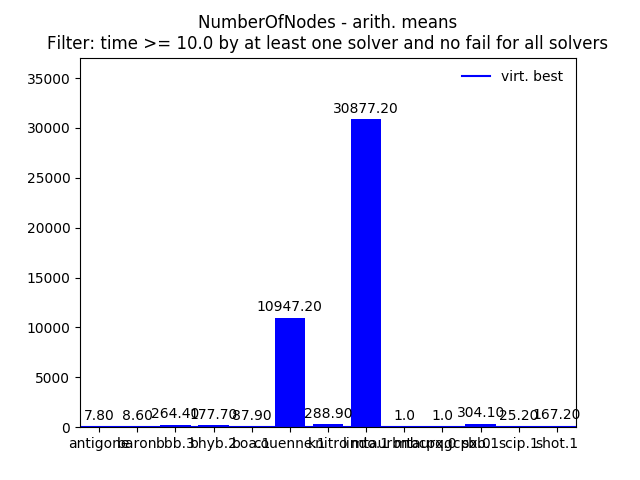 NumberOfNodes - arith. means
Filter: time >= 10.0 by at least one solver and no fail for all solvers
virt. best
35000
30000
25000
20000
15000
10000
5000
0
7.80 8.60 264.40 177.70 87.90 10947.20 288.90 30877.20 1.0 1.0 304.10 25.20 167.20
antigone baron bbb.3 bhyb.2 boa.1 couenne.1 scip.1 shot.1